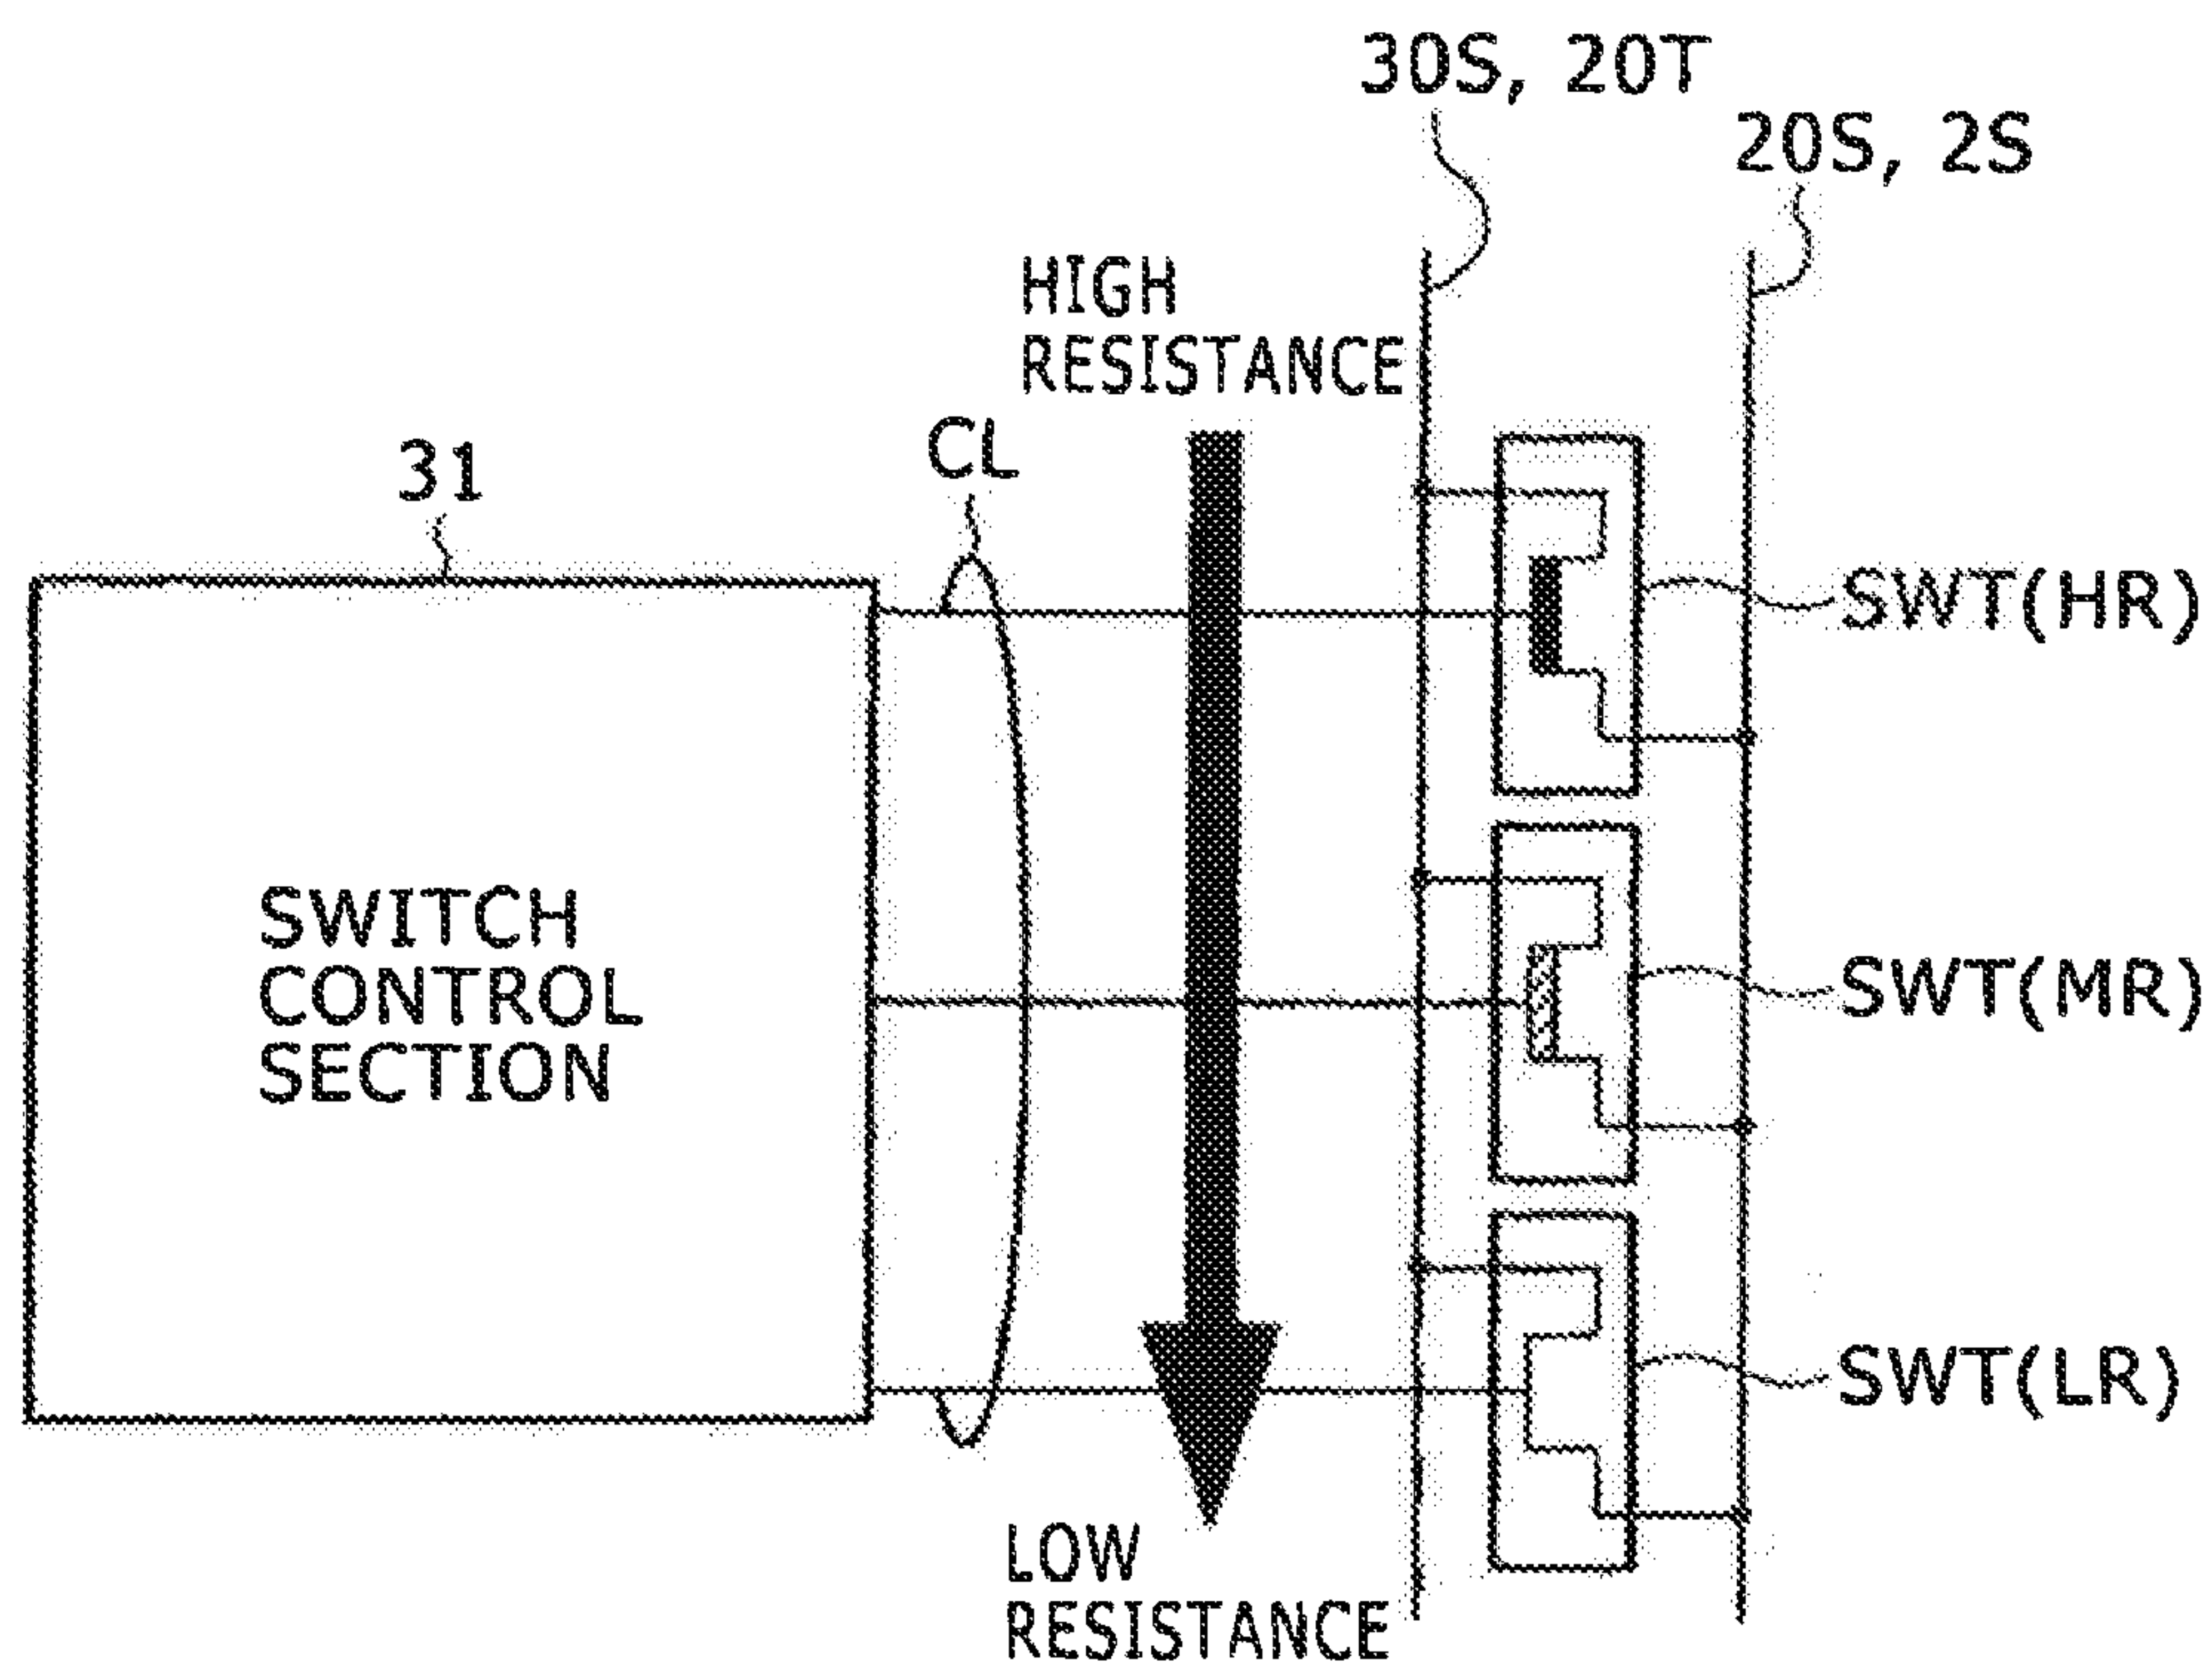 30S, 20T
20S, 2S
HIGH
RESISTANCE
CL
31
SWT(HR)
SWITCH
CONTROL
SECTION
SWT(MR)
SWT(LR)
LOW
RESISTANCE